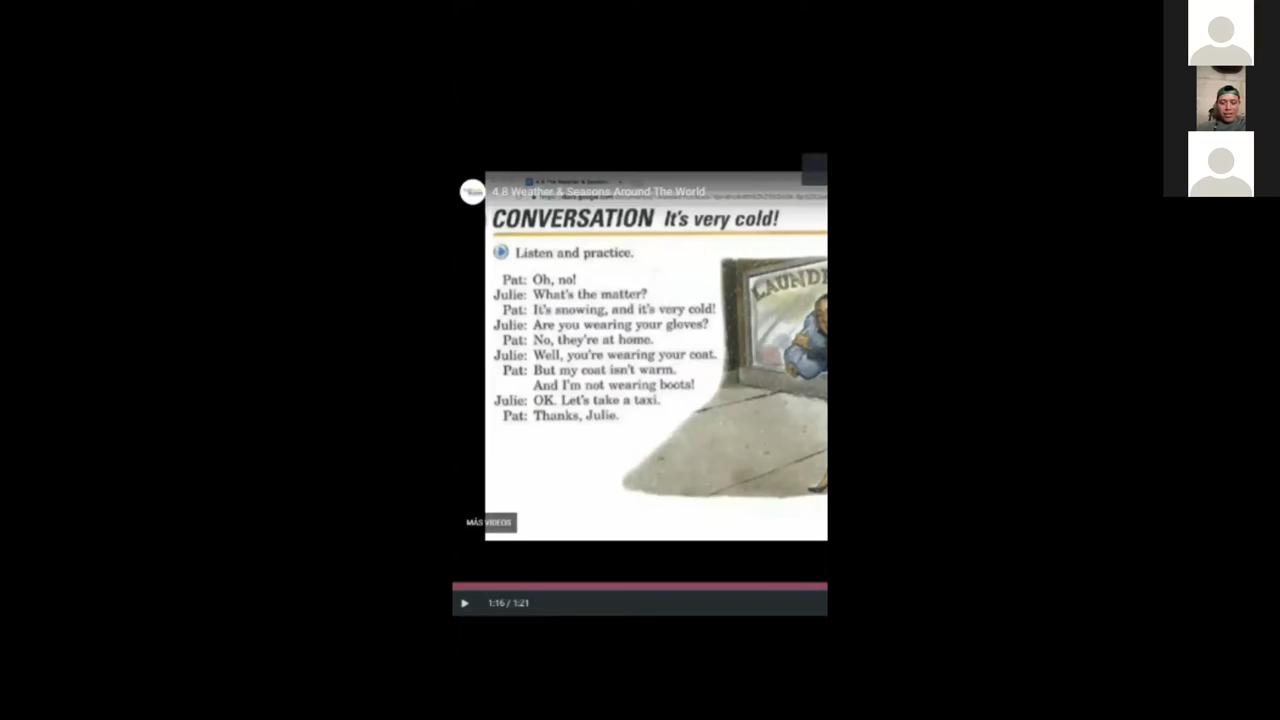 4.8 Weather & Seasons Around The World
CONVERSATION It's very cold!
Listen and practice.
Pat: Oh, no!
Julie: What's the matter?
Pat: It's snowing, and it's very cold!
Julie: Are you wearing your gloves?
Pat: No, they're at home.
Julie: Well, you're wearing your coat.
Pat: But my coat isn't warm.
And I'm not wearing boots!
Julie: OK. Let's take a taxi.
Pat: Thanks, Julie.
MÁS VIDEOS
1:16 / 1:21